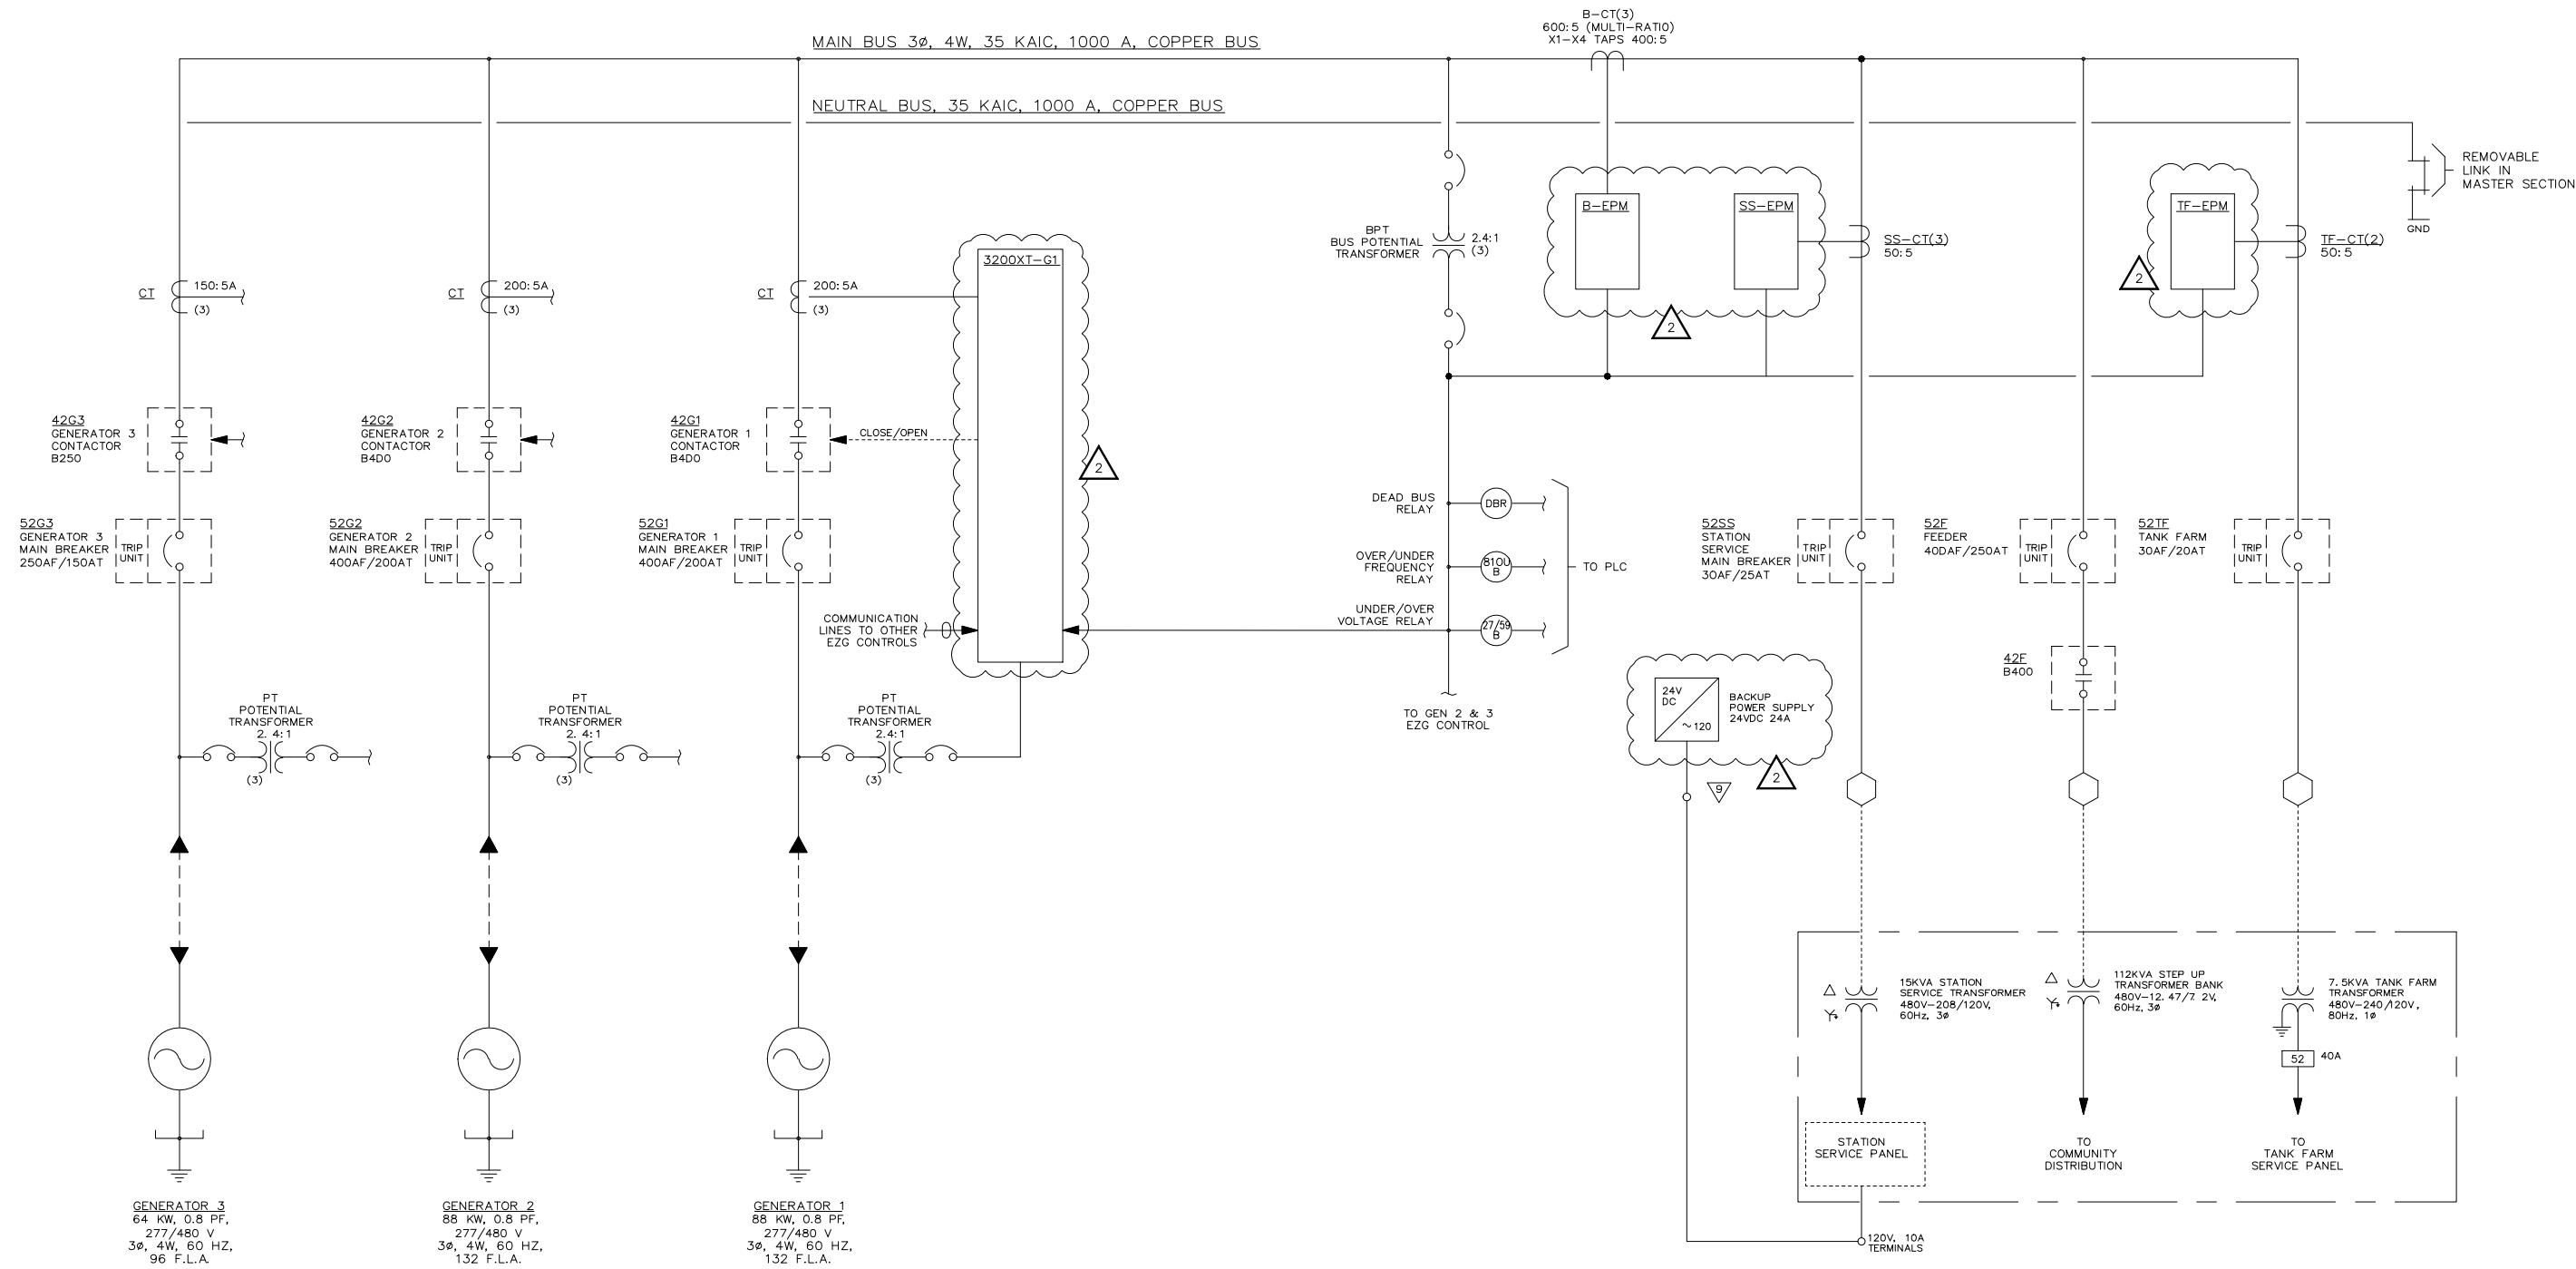 B-CT(3)
600:5 (MULTI-RATIO)
X1-X4 TAPS 400:5
MAIN BUS 3ø, 4W, 35 KAIC, 1000 A, COPPER BUS
NEUTRAL BUS, 35 KAIC, 1000 A, COPPER BUS
REMOVABLE
LINK IN
MASTER SECTION
GND
B-EPM
SS-EPM
TF-EPM
BPT
BUS POTENTIAL
TRANSFORMER
2.4:1
(3)
SS-CT(3)
50:5
TF-CT(2)
50:5
2
2
3200XT-G1
CT
150:5A
(3)
CT
200:5A
(3)
CT
200:5A
(3)
42G3
GENERATOR 3
CONTACTOR
B250
42G2
GENERATOR 2
CONTACTOR
B4D0
42G1
GENERATOR 1
CONTACTOR
B4D0
CLOSE/OPEN
2
52G3
GENERATOR 3
MAIN BREAKER
250AF/150AT
TRIP
UNIT
52G2
GENERATOR 2
MAIN BREAKER
400AF/200AT
TRIP
UNIT
52G1
GENERATOR 1
MAIN BREAKER
400AF/200AT
TRIP
UNIT
DEAD BUS
RELAY
DBR
OVER/UNDER
FREQUENCY
RELAY
810U
B
TO PLC
UNDER/OVER
VOLTAGE RELAY
27/59
B
52SS
STATION
SERVICE
MAIN BREAKER
30AF/25AT
TRIP
UNIT
52F
FEEDER
40DAF/250AT
TRIP
UNIT
52TF
TANK FARM
30AF/20AT
TRIP
UNIT
COMMUNICATION
LINES TO OTHER
EZG CONTROLS
42F
B400
PT
POTENTIAL
TRANSFORMER
2. 4:1
(3)
PT
POTENTIAL
TRANSFORMER
2. 4:1
(3)
PT
POTENTIAL
TRANSFORMER
2.4:1
(3)
TO GEN 2 & 3
EZG CONTROL
24V
DC
~ 120
BACKUP
POWER SUPPLY
24VDC 24A
2
9
15KVA STATION
SERVICE TRANSFORMER
480V-208/120V,
60Hz, 3ø
112KVA STEP UP
TRANSFORMER BANK
480V-12. 47/7. 2V,
60Hz, 3ø
7. 5KVA TANK FARM
TRANSFORMER
480V-240/120V,
80Hz, 1ø
52
40A
STATION
SERVICE PANEL
TO
COMMUNITY
DISTRIBUTION
TO
TANK FARM
SERVICE PANEL
GENERATOR 3
64 KW, 0.8 PF,
277/480 V
3ø, 4W, 60 HZ,
96 F.L.A.
GENERATOR 2
88 KW, 0.8 PF,
277/480 V
3ø, 4W, 60 HZ,
132 F.L.A.
GENERATOR 1
88 KW, 0.8 PF,
277/480 V
3ø, 4W, 60 HZ,
132 F.L.A.
120V, 10A
TERMINALS